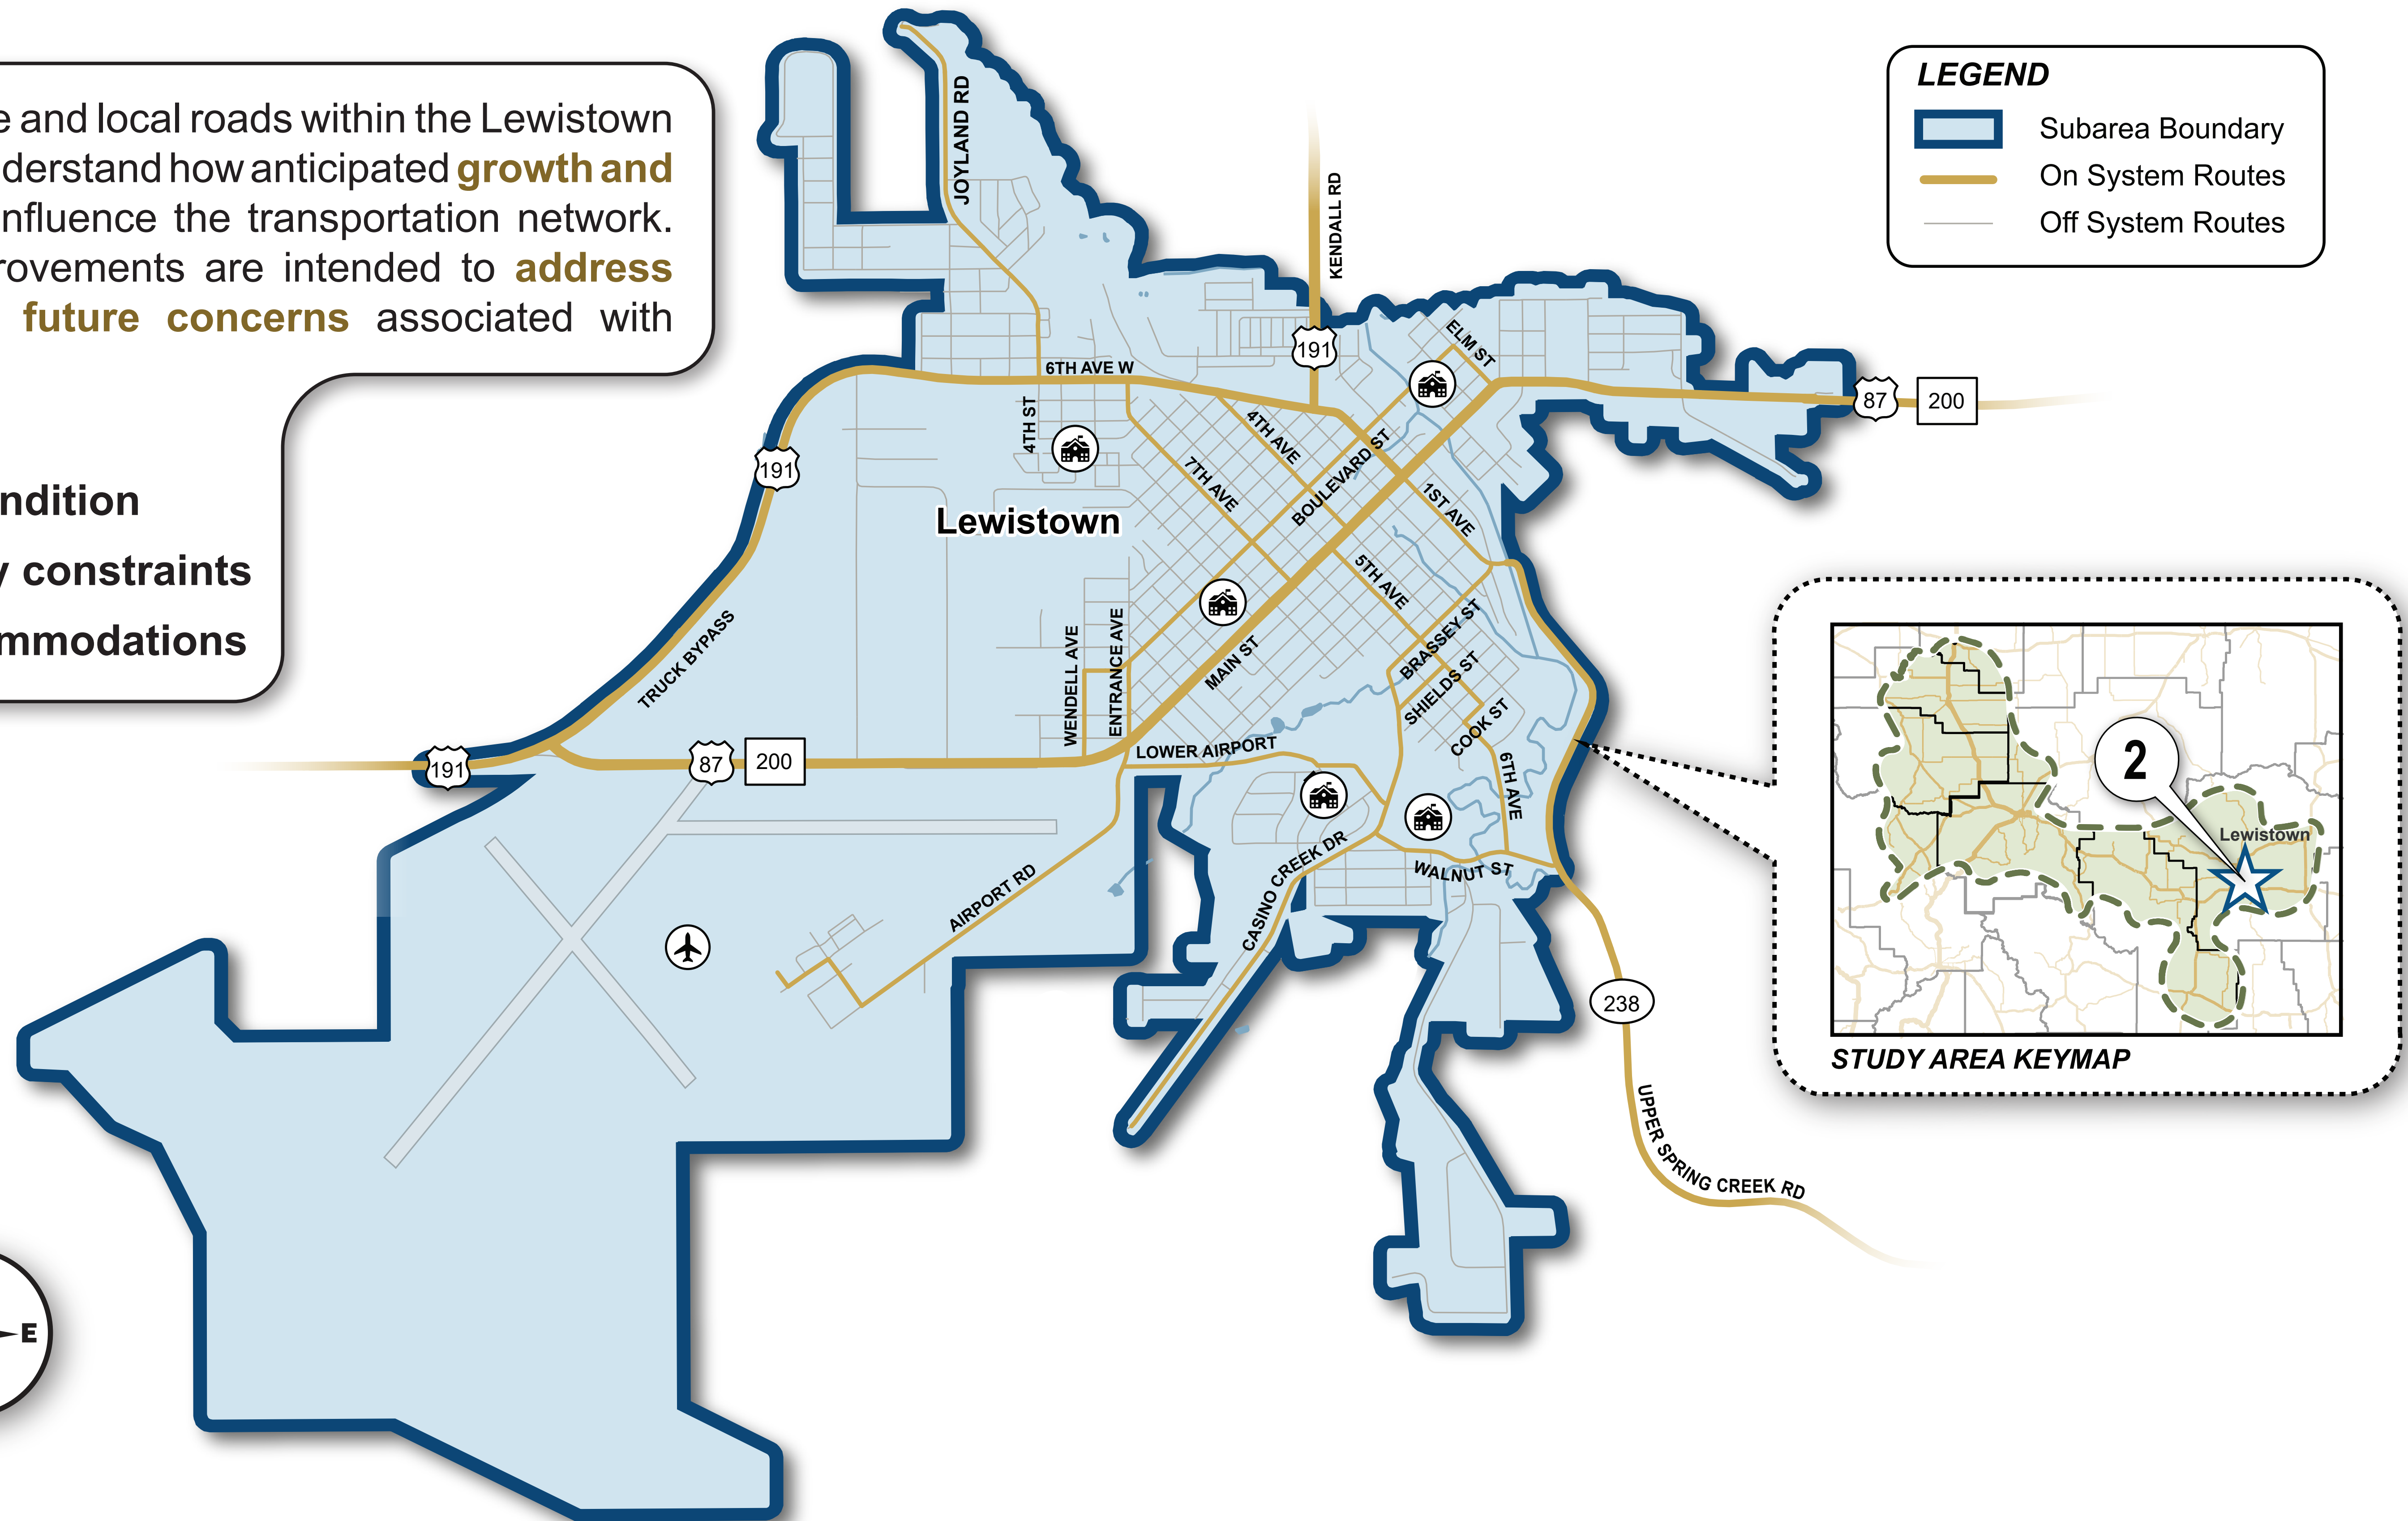 e and local roads within the Lewistown
derstand how anticipated growth and
nfluence the transportation network.
rovements are intended to address
future concerns associated with
ndition
y constraints
ommodations
LEGEND
Subarea Boundary
On System Routes
Off System Routes
JOYLAND RD
KENDALL RD
191
ELM ST
6TH AVE W
87
200
4TH ST
4TH AVE
BOULEVARD ST
191
7TH AVE
1ST AVE
Lewistown
5TH AVE
TRUCK BYPASS
WENDELL AVE
ENTRANCE AVE
MAIN ST
BRASSEY ST
SHIELDS ST
COOK ST
LOWER AIRPORT
191
87
200
6TH AVE
WALNUT ST
CASINO CREEK DR
AIRPORT RD
238
UPPER SPRING CREEK RD
2
Lewistown
STUDY AREA KEYMAP
E